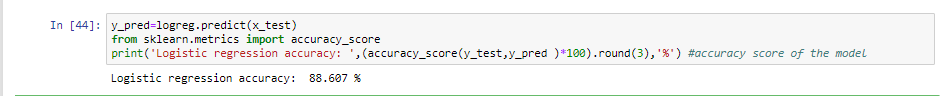 In [44]: y_pred=logreg.predict(x_test)
from sklearn.metrics import accuracy_score
print('Logistic regression accuracy: ',(accuracy_score(y_test,y_pred )*100).round(3),'%') #accuracy score of the model
Logistic regression accuracy:  88.607 %